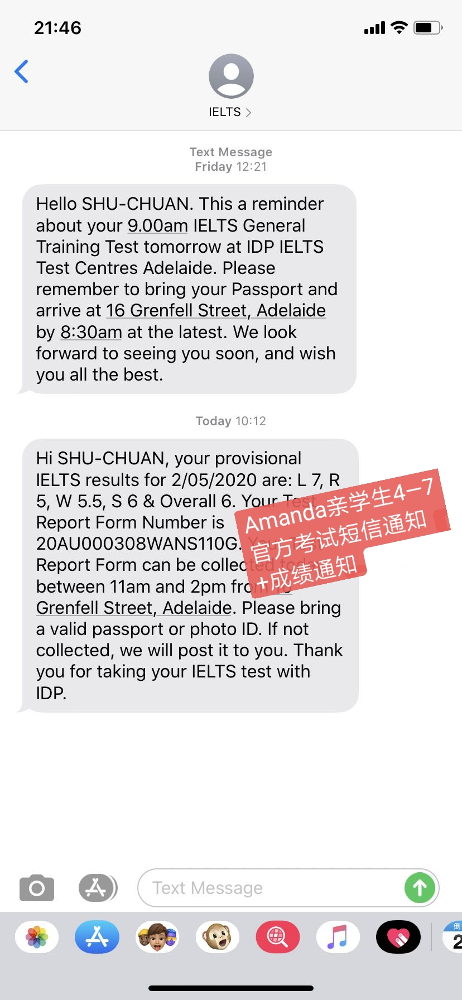 21:46
IELTS
Text Message
Friday 12:21
Hello SHU-CHUAN. This a reminder
about your 9.00am IELTS General
Training Test tomorrow at IDP IELTS
Test Centres Adelaide. Please
remember to bring your Passport and
arrive at 16 Grenfell Street, Adelaide
by 8:30am at the latest. We look
forward to seeing you soon, and wish
you all the best.
Today 10:12
Hi SHU-CHUAN, your provisional
IELTS results for 2/05/2020 are: L 7, R
5, W 5.5, S 6 & Overall 6. Your Test
Report Form Number is
20AU000308WANS110G. Your Test
Report Form can be collected today
between 11am and 2pm from 16
Grenfell Street, Adelaide. Please bring
a valid passport or photo ID. If not
collected, we will post it to you. Thank
you for taking your IELTS test with
IDP.
Amanda亲学生4—7
官方考试短信通知
+成绩通知
Text Message
倒
2